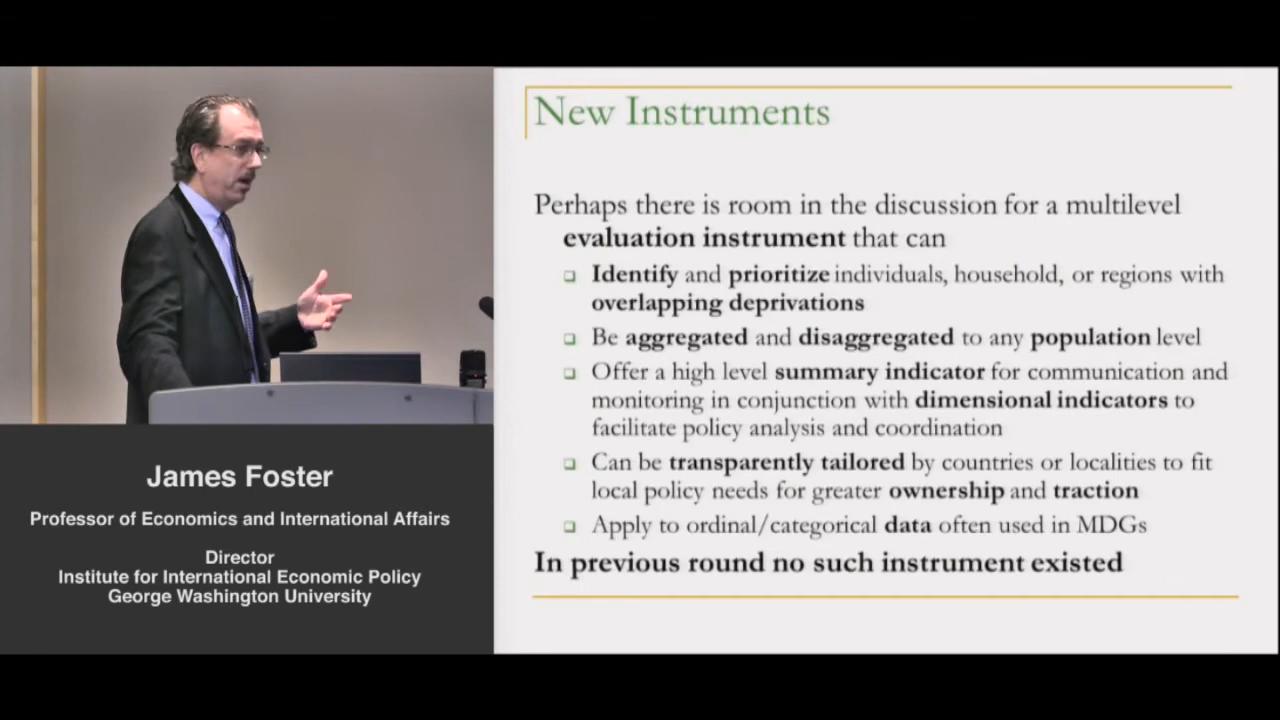 James Foster
Professor of Economics and International Affairs
Director
Institute for International Economic Policy
George Washington University
New Instruments
Perhaps there is room in the discussion for a multilevel
evaluation instrument that can
Identify and prioritize individuals, household, or regions with
overlapping deprivations
Be aggregated and disaggregated to any population level
Offer a high level summary indicator for communication and
monitoring in conjunction with dimensional indicators to
facilitate policy analysis and coordination
Can be transparently tailored by countries or localities to fit
local policy needs for greater ownership and traction
Apply to ordinal/categorical data often used in MDGs
In previous round no such instrument existed